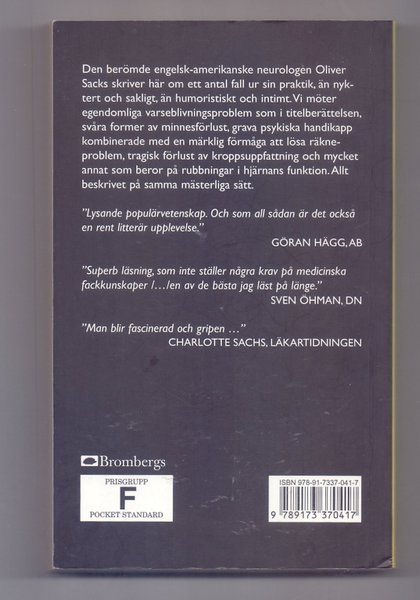 Den berömde engelsk-amerikanske neurologen Oliver
Sacks skriver här om ett antal fall ur sin praktik, än nyk-
tert och sakligt, än humoristiskt och intimt. Vi möter
egendomliga varseblivningsproblem som i titelberättelsen,
svåra former av minnesförlust, grava psykiska handikapp
kombinerade med en märklig förmåga att lösa räkne-
problem, tragisk förlust av kroppsuppfattning och mycket
annat som beror på rubbningar i hjärnans funktion. Allt
beskrivet på samma mästerliga sätt.
”Lysande populärvetenskap. Och som all sådan är det också
en rent litterär upplevelse.”
GÖRAN HÄGG, AB
”Superb läsning, som inte ställer några krav på medicinska
fackkunskaper /…/en av de bästa jag läst på länge.”
SVEN ÖHMAN, DN
”Man blir fascinerad och gripen …”
CHARLOTTE SACHS, LÄKARTIDNINGEN
Brombergs
PRISGRUPP
F
POCKET STANDARD
ISBN 978-91-7337-041-7
9 789173 370417